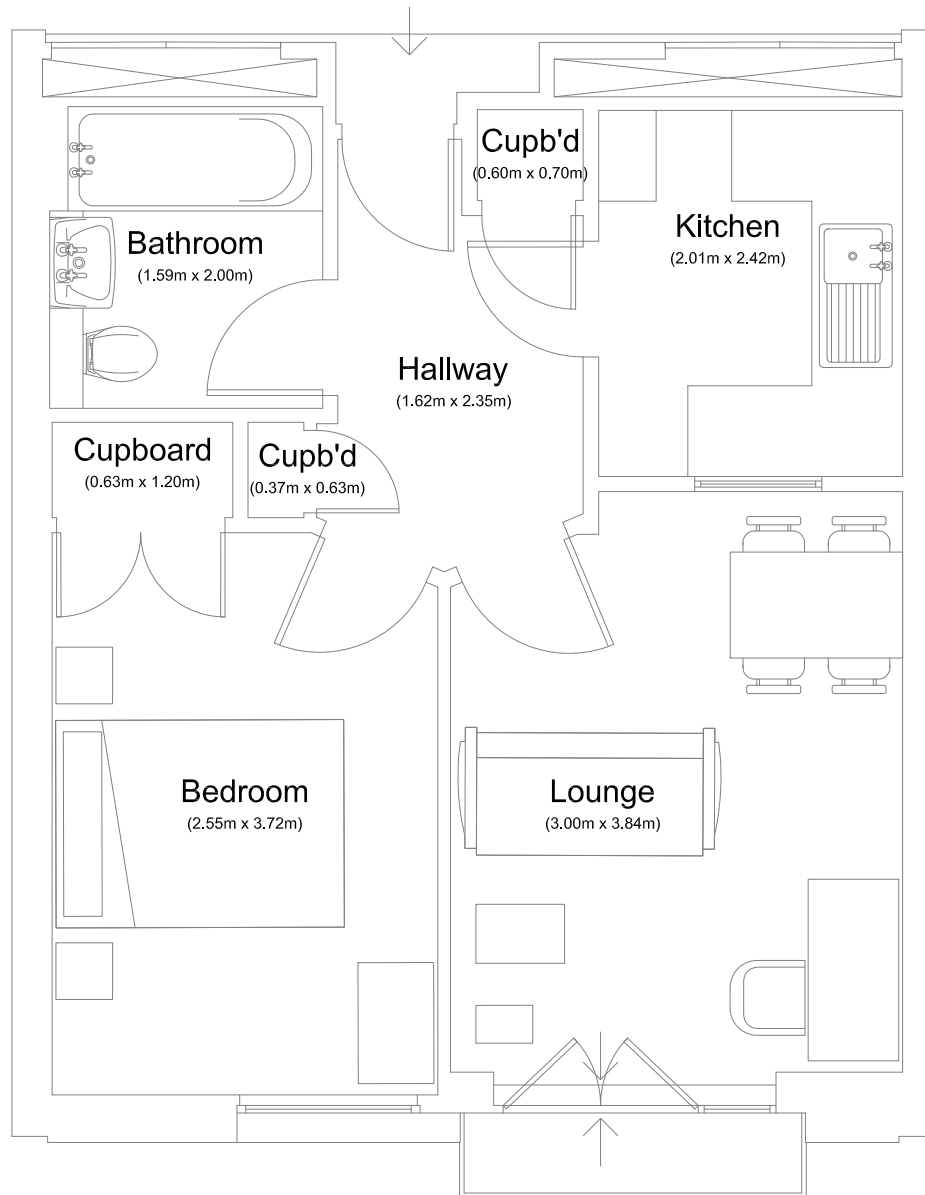 Cupb'd
(0.60m x 0.70m)
Kitchen
(2.01m x 2.42m)
Bathroom
(1.59m x 2.00m)
Hallway
(1.62m x 2.35m)
Cupboard
(0.63m x 1.20m)
Cupb'd
(0.37m x 0.63m)
Bedroom
(2.55m x 3.72m)
Lounge
(3.00m x 3.84m)